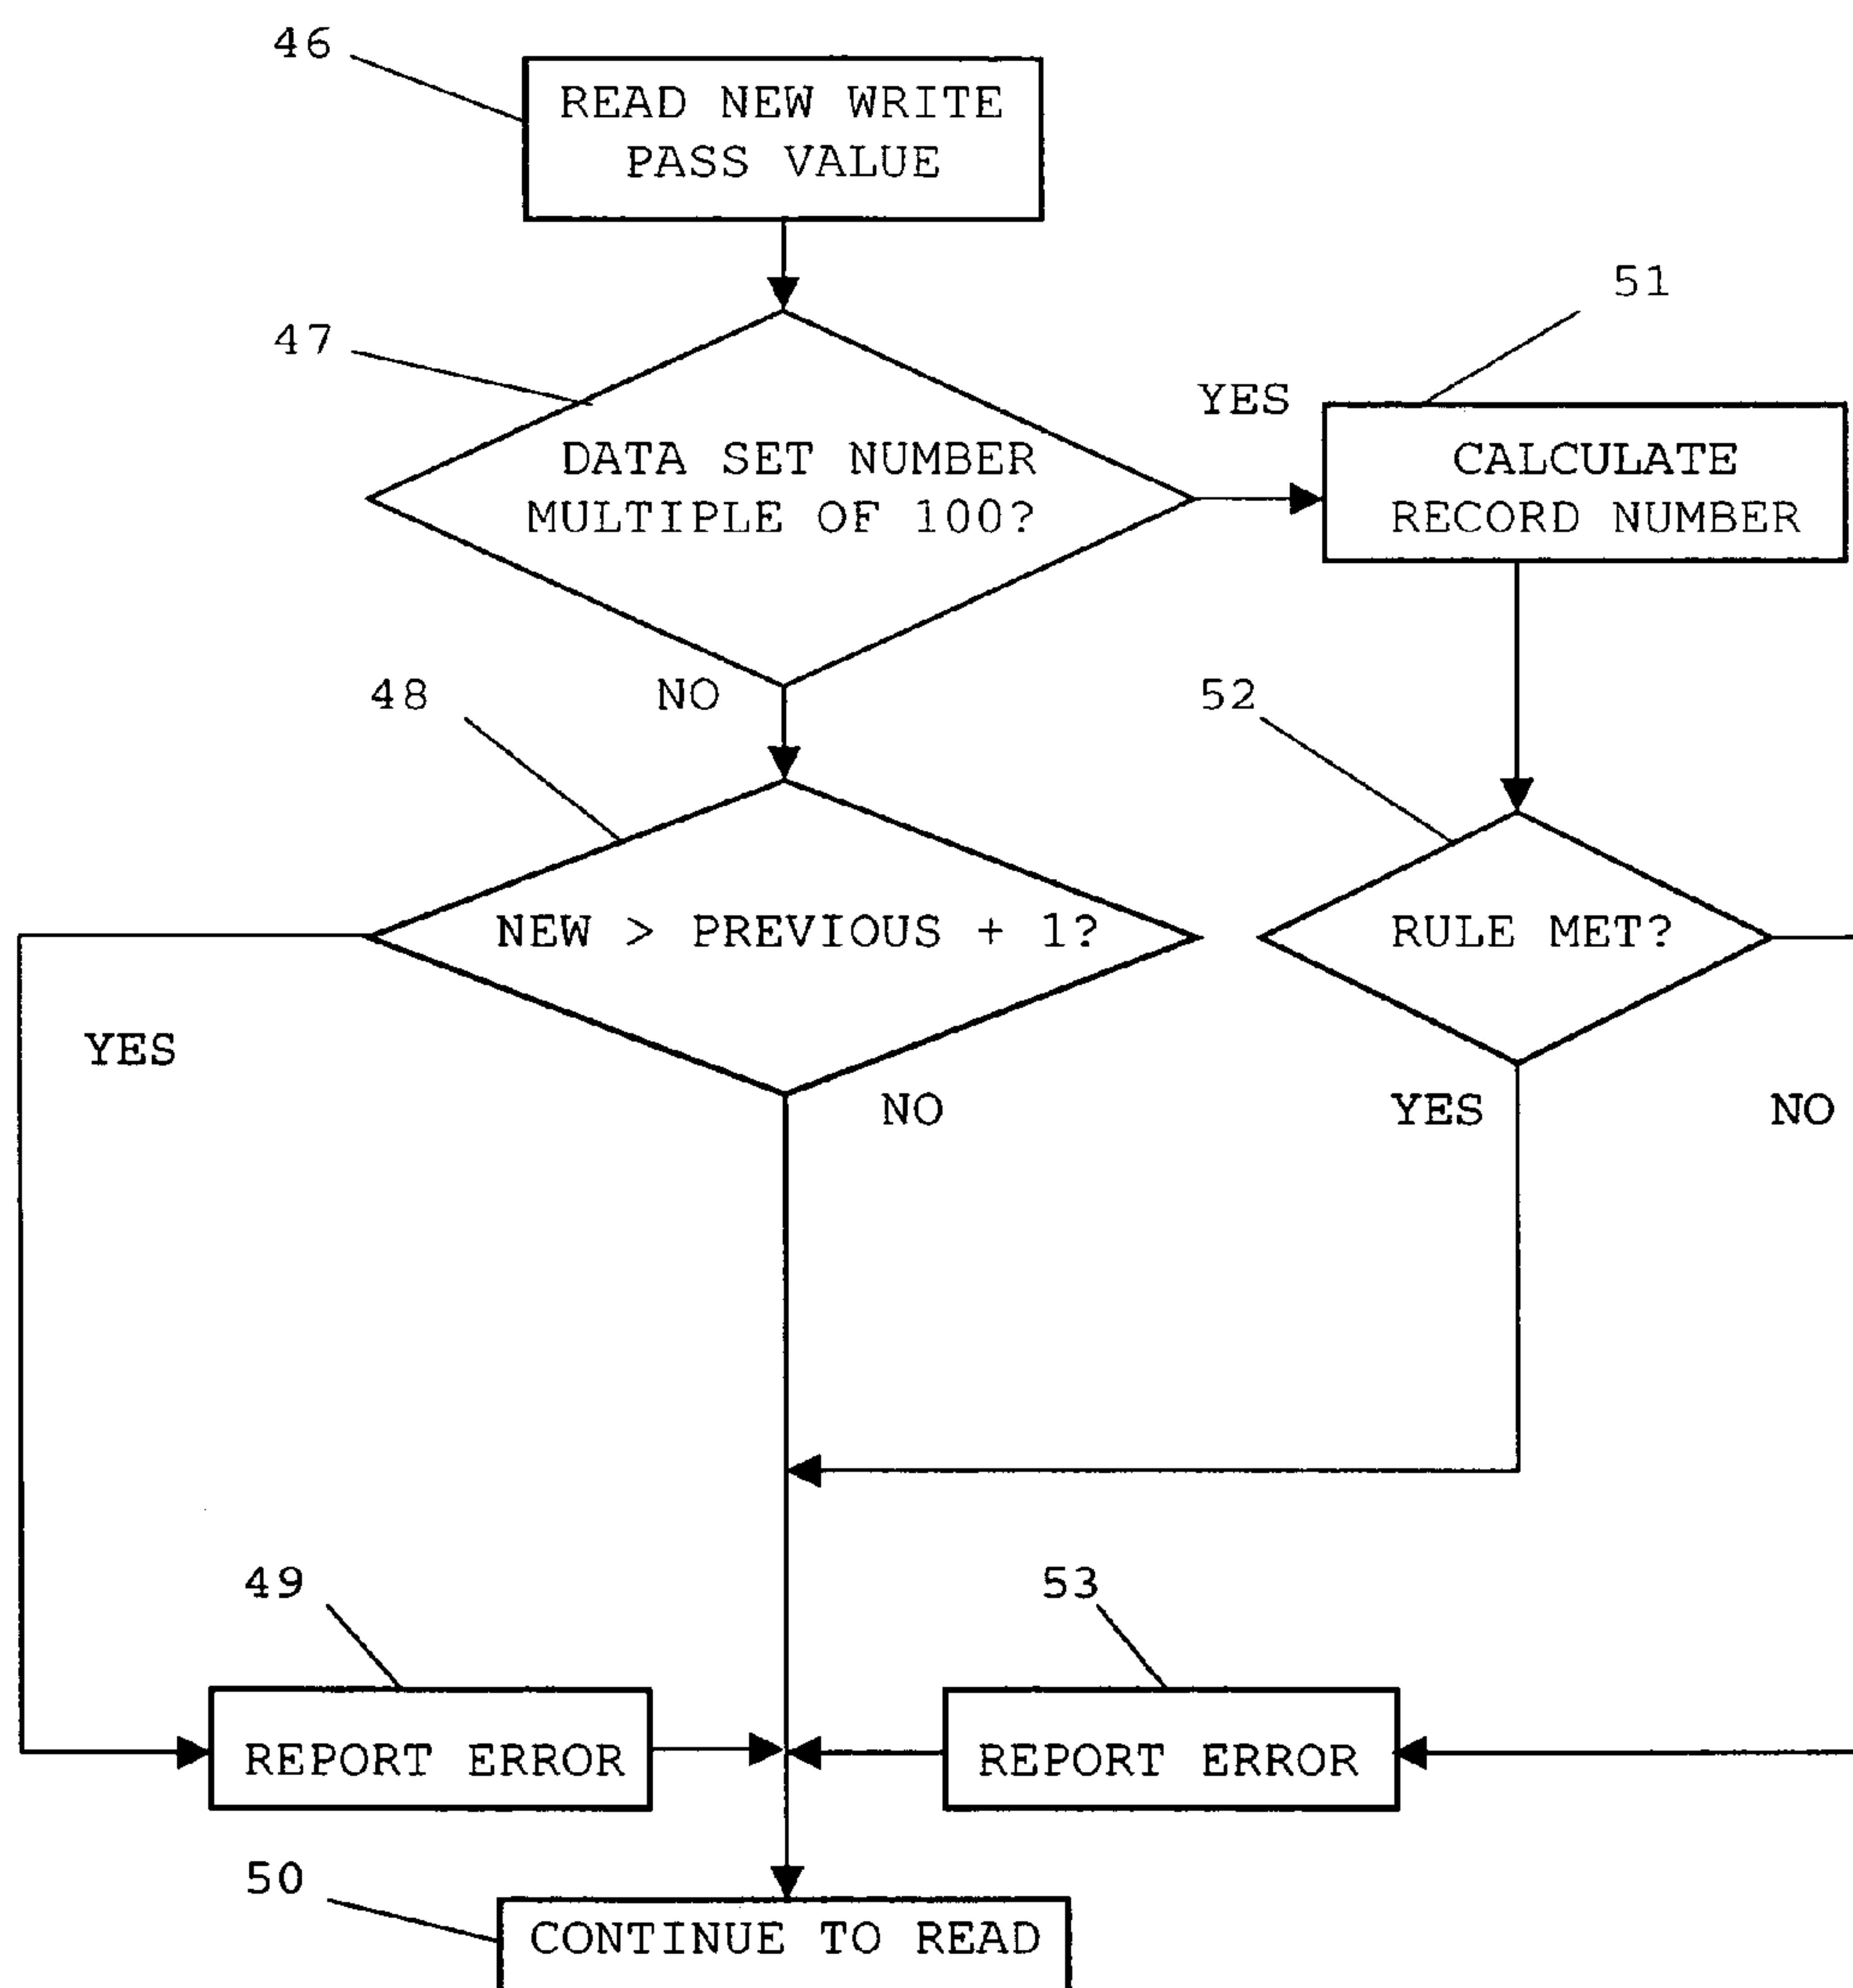 46
READ NEW WRITE
PASS VALUE
51
47
YES
DATA SET NUMBER
MULTIPLE OF 100?
CALCULATE
RECORD NUMBER
48
NO
52
NEW > PREVIOUS + 1?
RULE MET?
YES
NO
YES
NO
49
53
REPORT ERROR
REPORT ERROR
50
CONTINUE TO READ